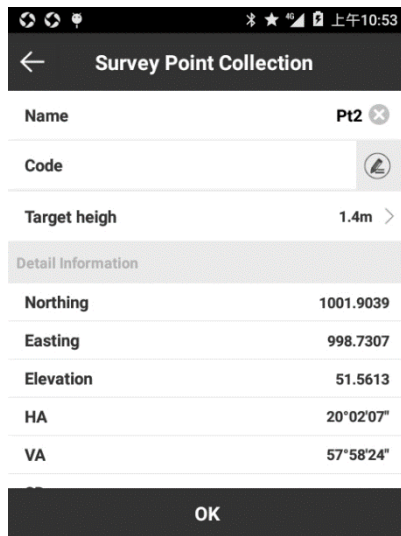 4G 上午10:53
Survey Point Collection
Name Pt2
Code
Target heigh 1.4m
Detail Information
Northing 1001.9039
Easting 998.7307
Elevation 51.5613
HA 20°02'07"
VA 57°58'24"
OK